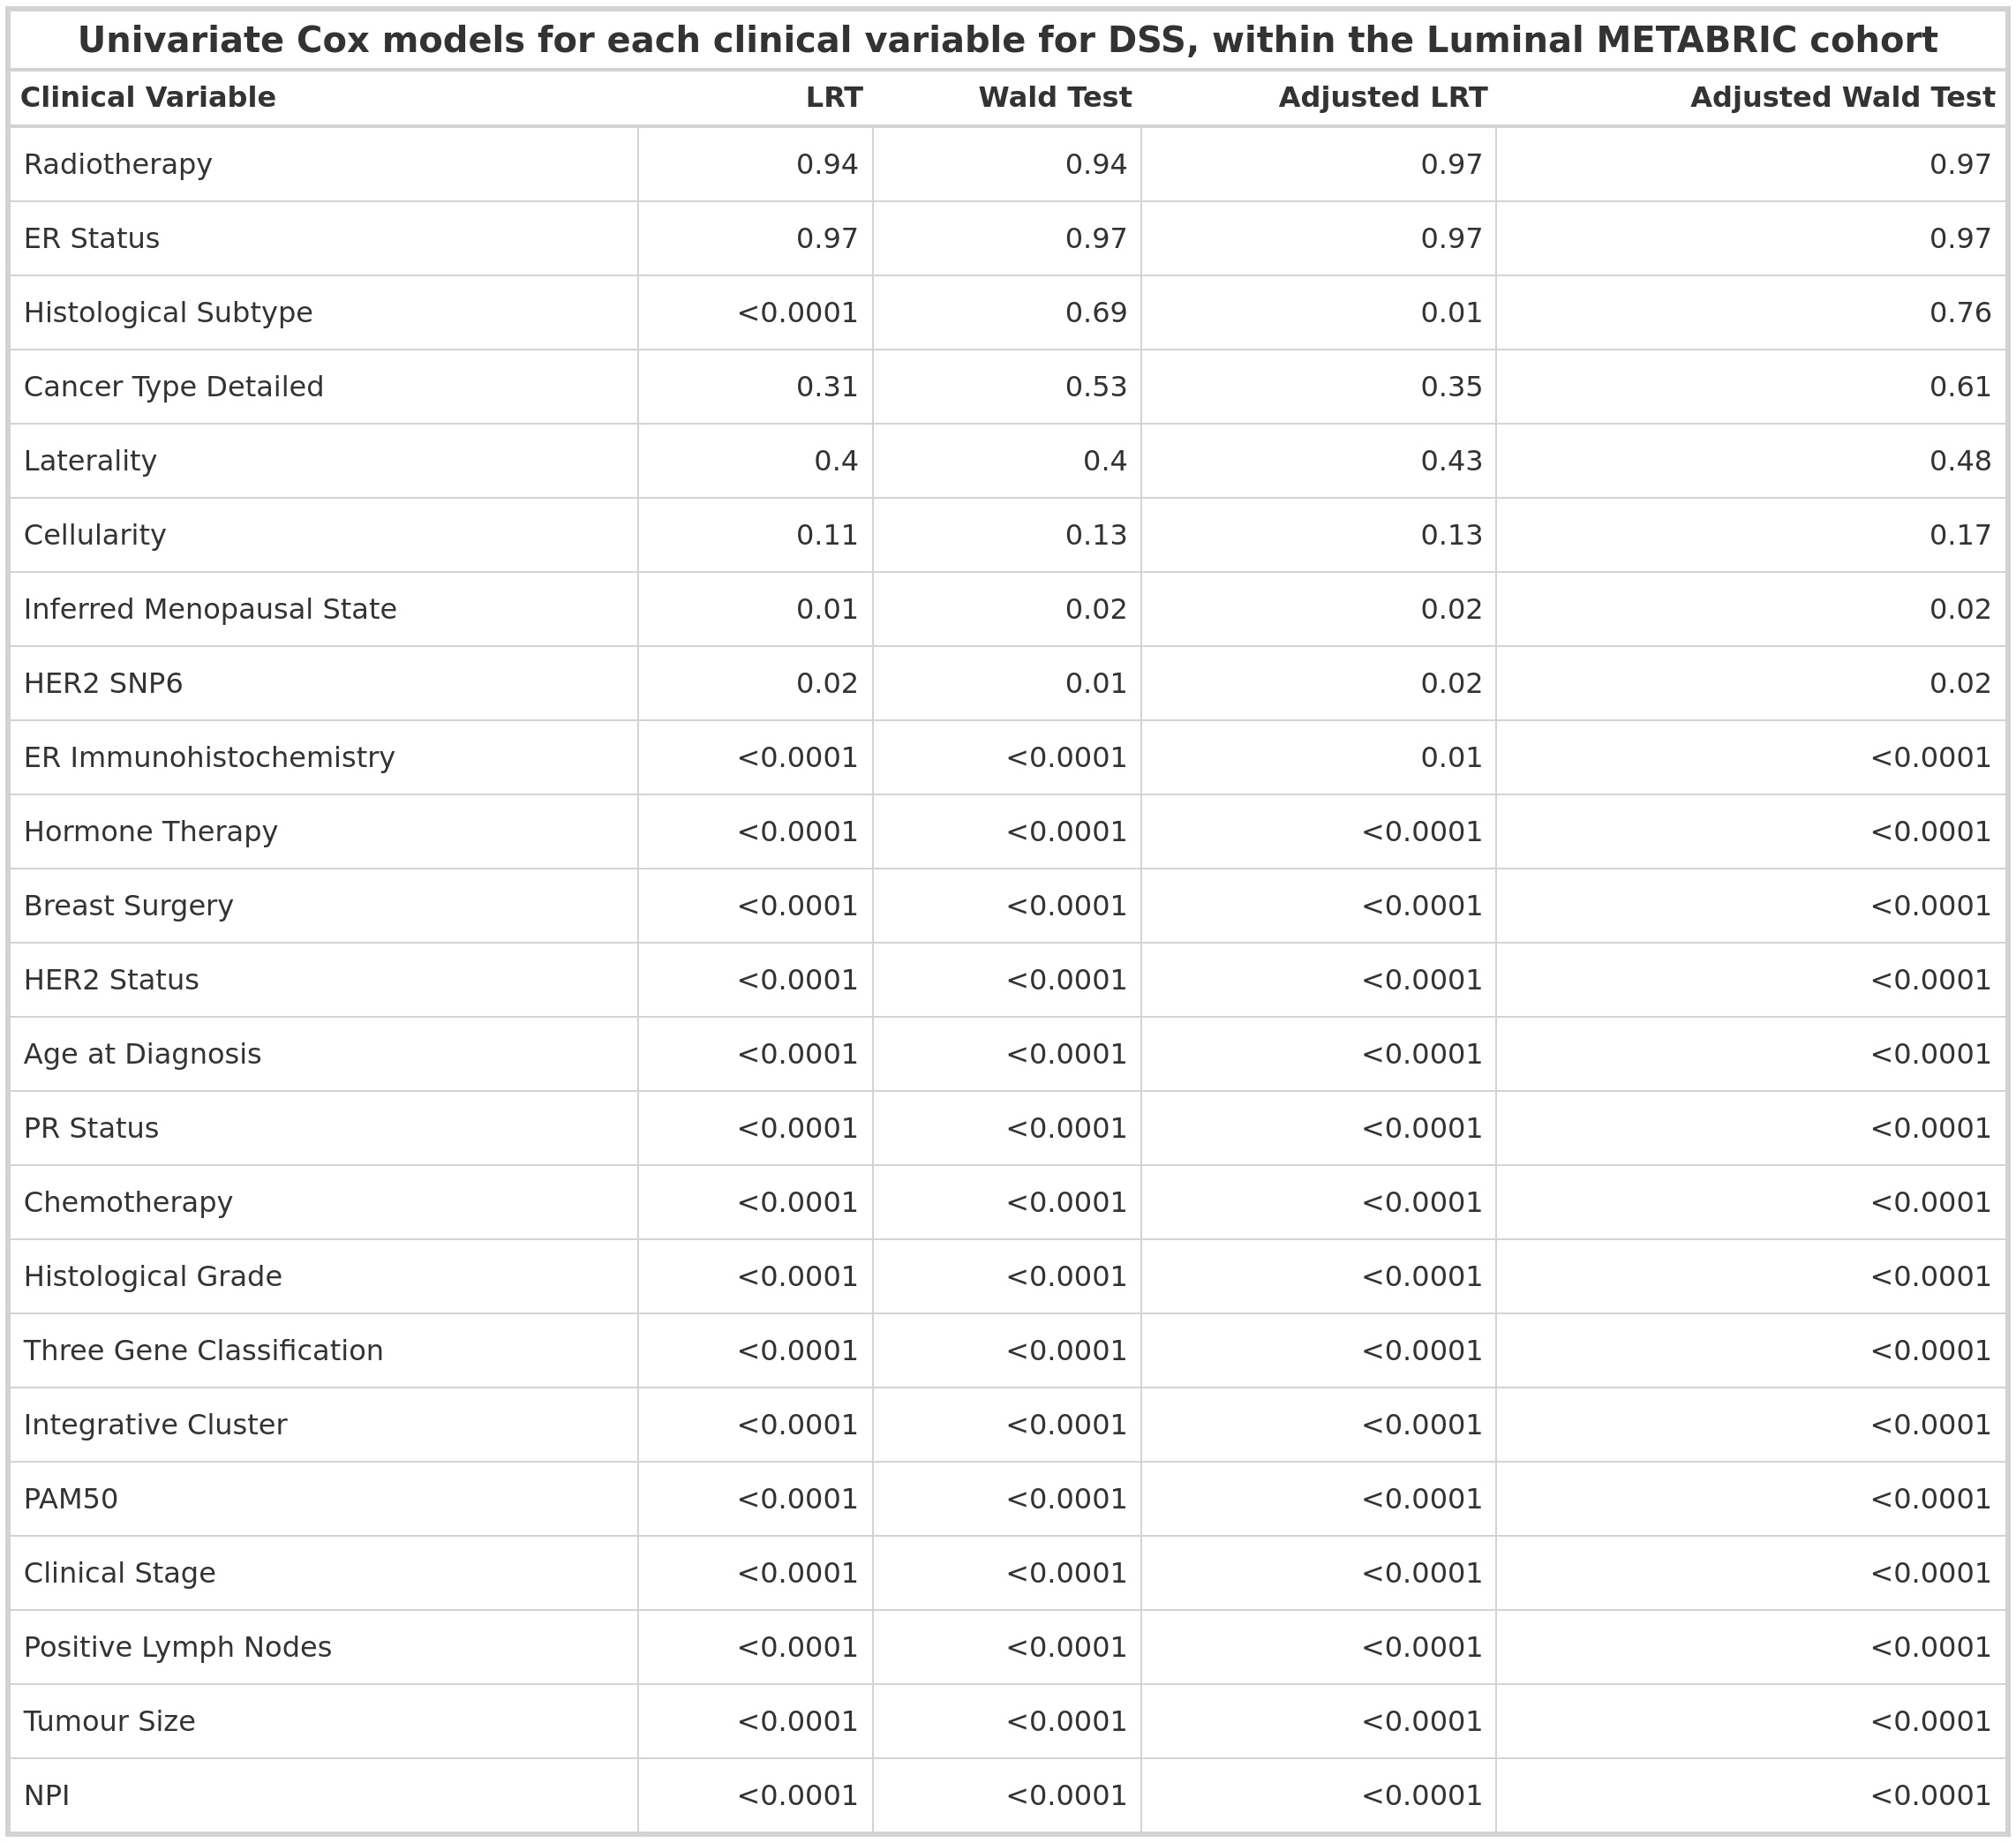 Univariate Cox models for each clinical variable for DSS, within the Luminal METABRIC cohort
Clinical Variable LRT Wald Test Adjusted LRT Adjusted Wald Test
Radiotherapy 0.94 0.94 0.97 0.97
ER Status 0.97 0.97 0.97 0.97
Histological Subtype <0.0001 0.69 0.01 0.76
Cancer Type Detailed 0.31 0.53 0.35 0.61
Laterality 0.4 0.4 0.43 0.48
Cellularity 0.11 0.13 0.13 0.17
Inferred Menopausal State 0.01 0.02 0.02 0.02
HER2 SNP6 0.02 0.01 0.02 0.02
ER Immunohistochemistry <0.0001 <0.0001 0.01 <0.0001
Hormone Therapy <0.0001 <0.0001 <0.0001 <0.0001
Breast Surgery <0.0001 <0.0001 <0.0001 <0.0001
HER2 Status <0.0001 <0.0001 <0.0001 <0.0001
Age at Diagnosis <0.0001 <0.0001 <0.0001 <0.0001
PR Status <0.0001 <0.0001 <0.0001 <0.0001
Chemotherapy <0.0001 <0.0001 <0.0001 <0.0001
Histological Grade <0.0001 <0.0001 <0.0001 <0.0001
Three Gene Classification <0.0001 <0.0001 <0.0001 <0.0001
Integrative Cluster <0.0001 <0.0001 <0.0001 <0.0001
PAM50 <0.0001 <0.0001 <0.0001 <0.0001
Clinical Stage <0.0001 <0.0001 <0.0001 <0.0001
Positive Lymph Nodes <0.0001 <0.0001 <0.0001 <0.0001
Tumour Size <0.0001 <0.0001 <0.0001 <0.0001
NPI <0.0001 <0.0001 <0.0001 <0.0001